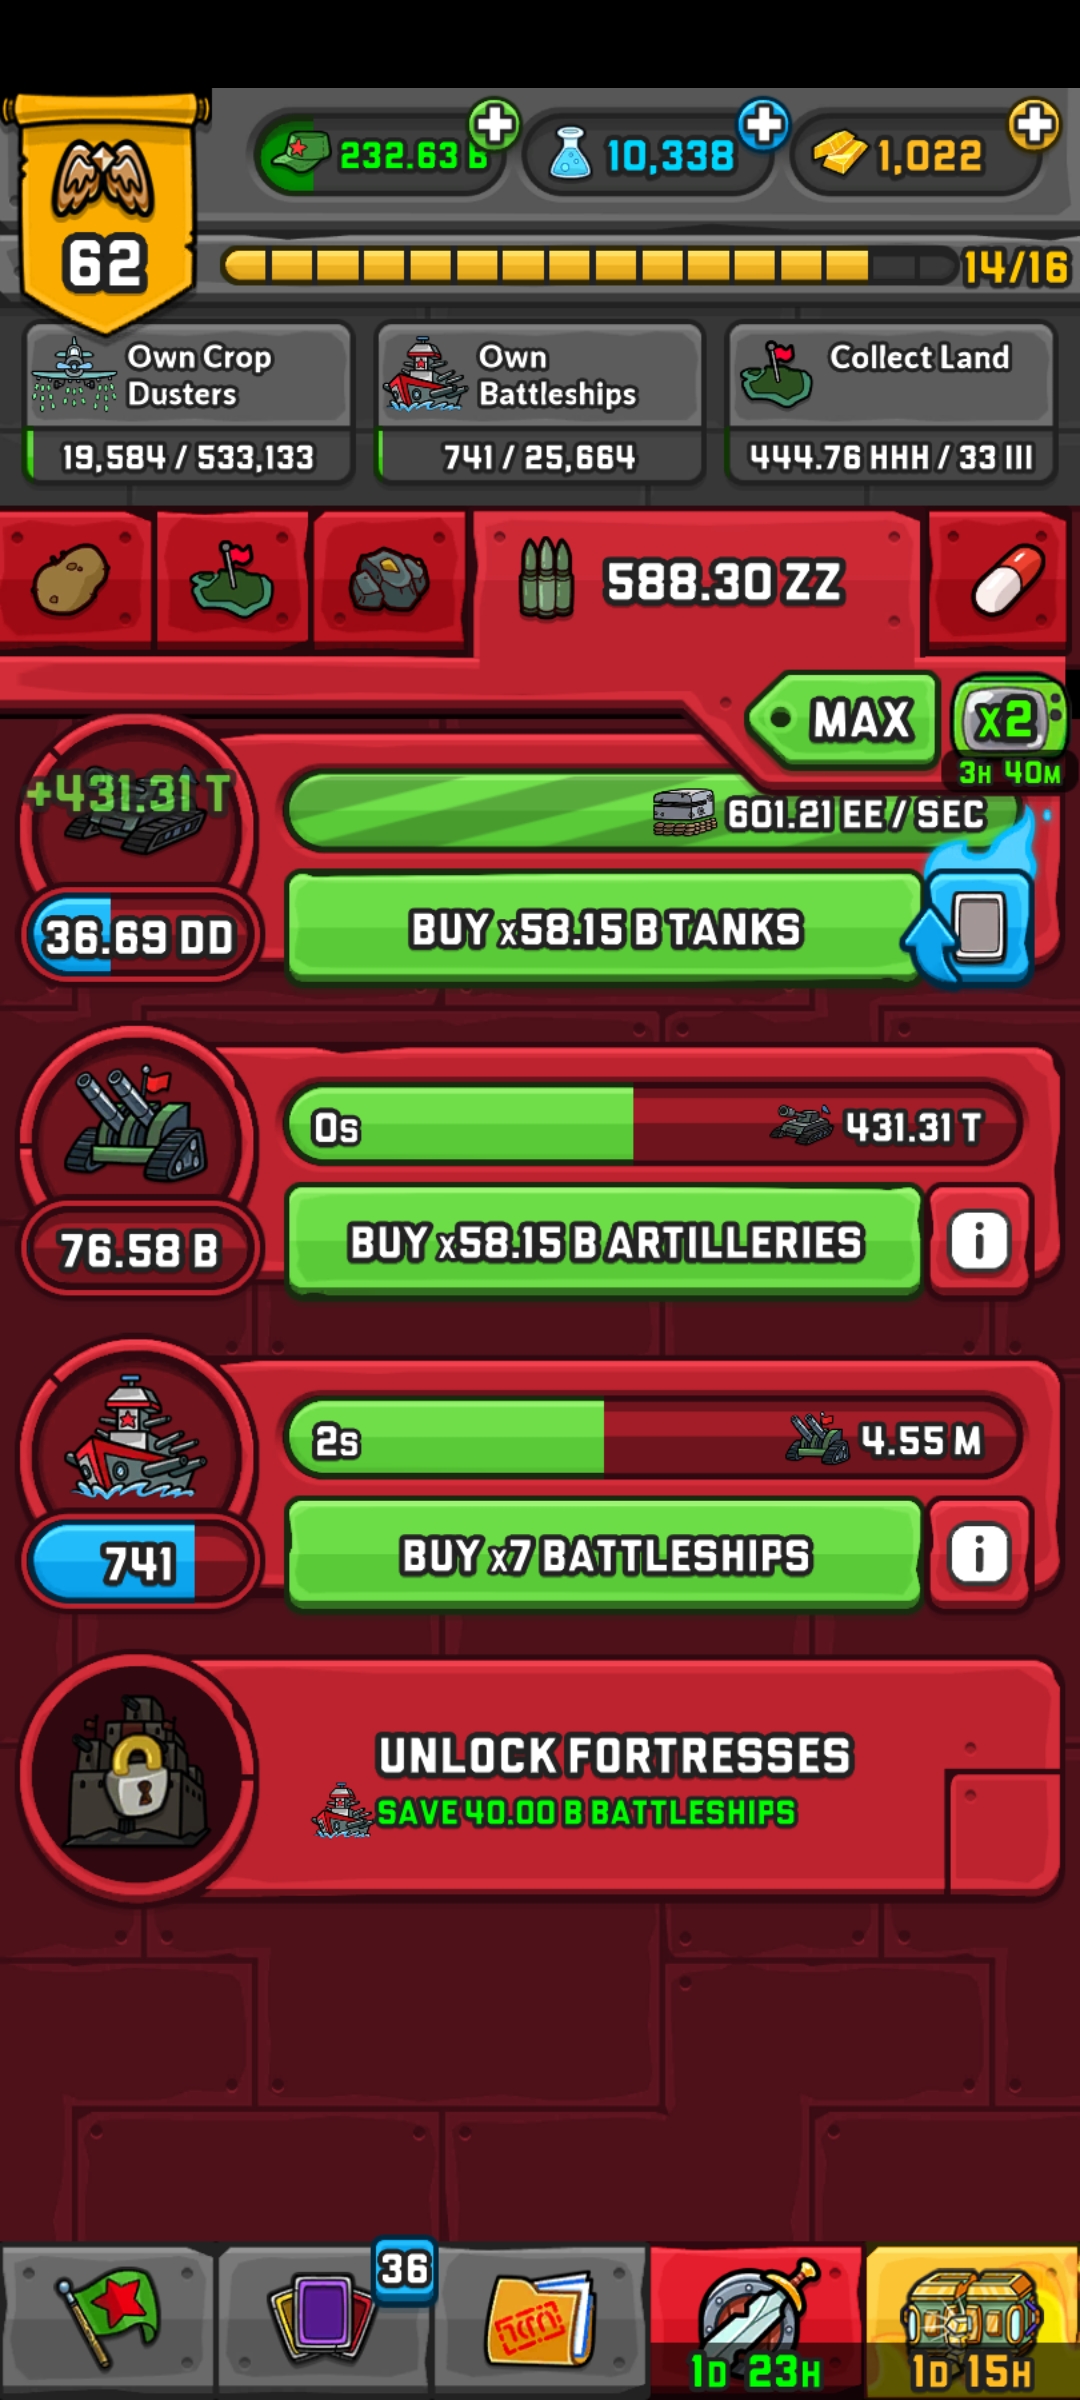 232.63 B
10,338
1,022
62
14/16
Own Crop
Dusters
19,584 / 533,133
Own
Battleships
741 / 25,664
Collect Land
444.76 HHH / 33 III
588.30 ZZ
MAX
x2
3H 40M
+431.31 T
601.21 EE / SEC
36.69 DD
BUY x58.15 B TANKS
0s
431.31 T
76.58 B
BUY x58.15 B ARTILLERIES
i
2s
4.55 M
741
BUY x7 BATTLESHIPS
i
UNLOCK FORTRESSES
SAVE 40.00 B BATTLESHIPS
36
1D 23H
1D 15H